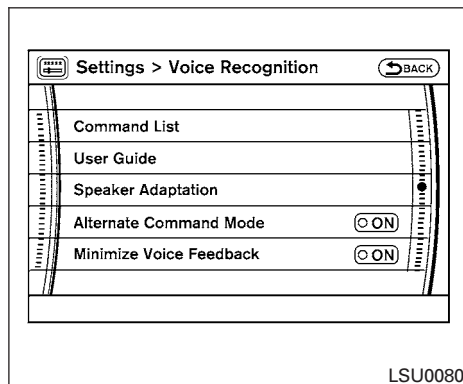 Settings > Voice Recognition
BACK
Command List
User Guide
Speaker Adaptation
Alternate Command Mode
ON
Minimize Voice Feedback
ON
LSU0080